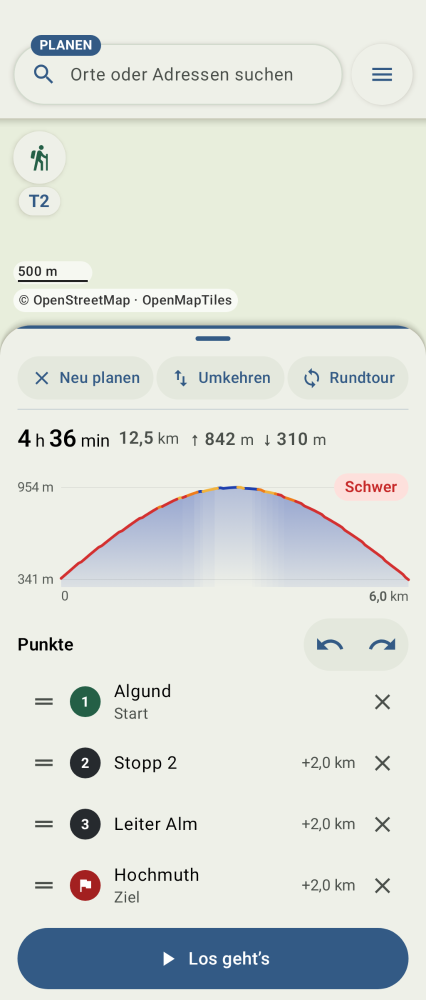 PLANEN
Orte oder Adressen suchen
T2
500 m
© OpenStreetMap · OpenMapTiles
Neu planen Umkehren Rundtour
4 h 36 min 12,5 km ↑ 842 m ↓ 310 m
954 m Schwer
341 m
0 6,0 km
Punkte
1 Algund
Start
2 Stopp 2 +2,0 km
3 Leiter Alm +2,0 km
Hochmuth +2,0 km
Ziel
Los geht's